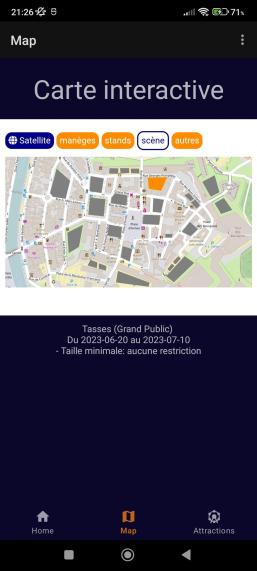 21:26
71%
Map
Carte interactive
Satellite
manèges
stands
scène
autres
Tasses (Grand Public)
Du 2023-06-20 au 2023-07-10
- Taille minimale: aucune restriction
Home
Map
Attractions